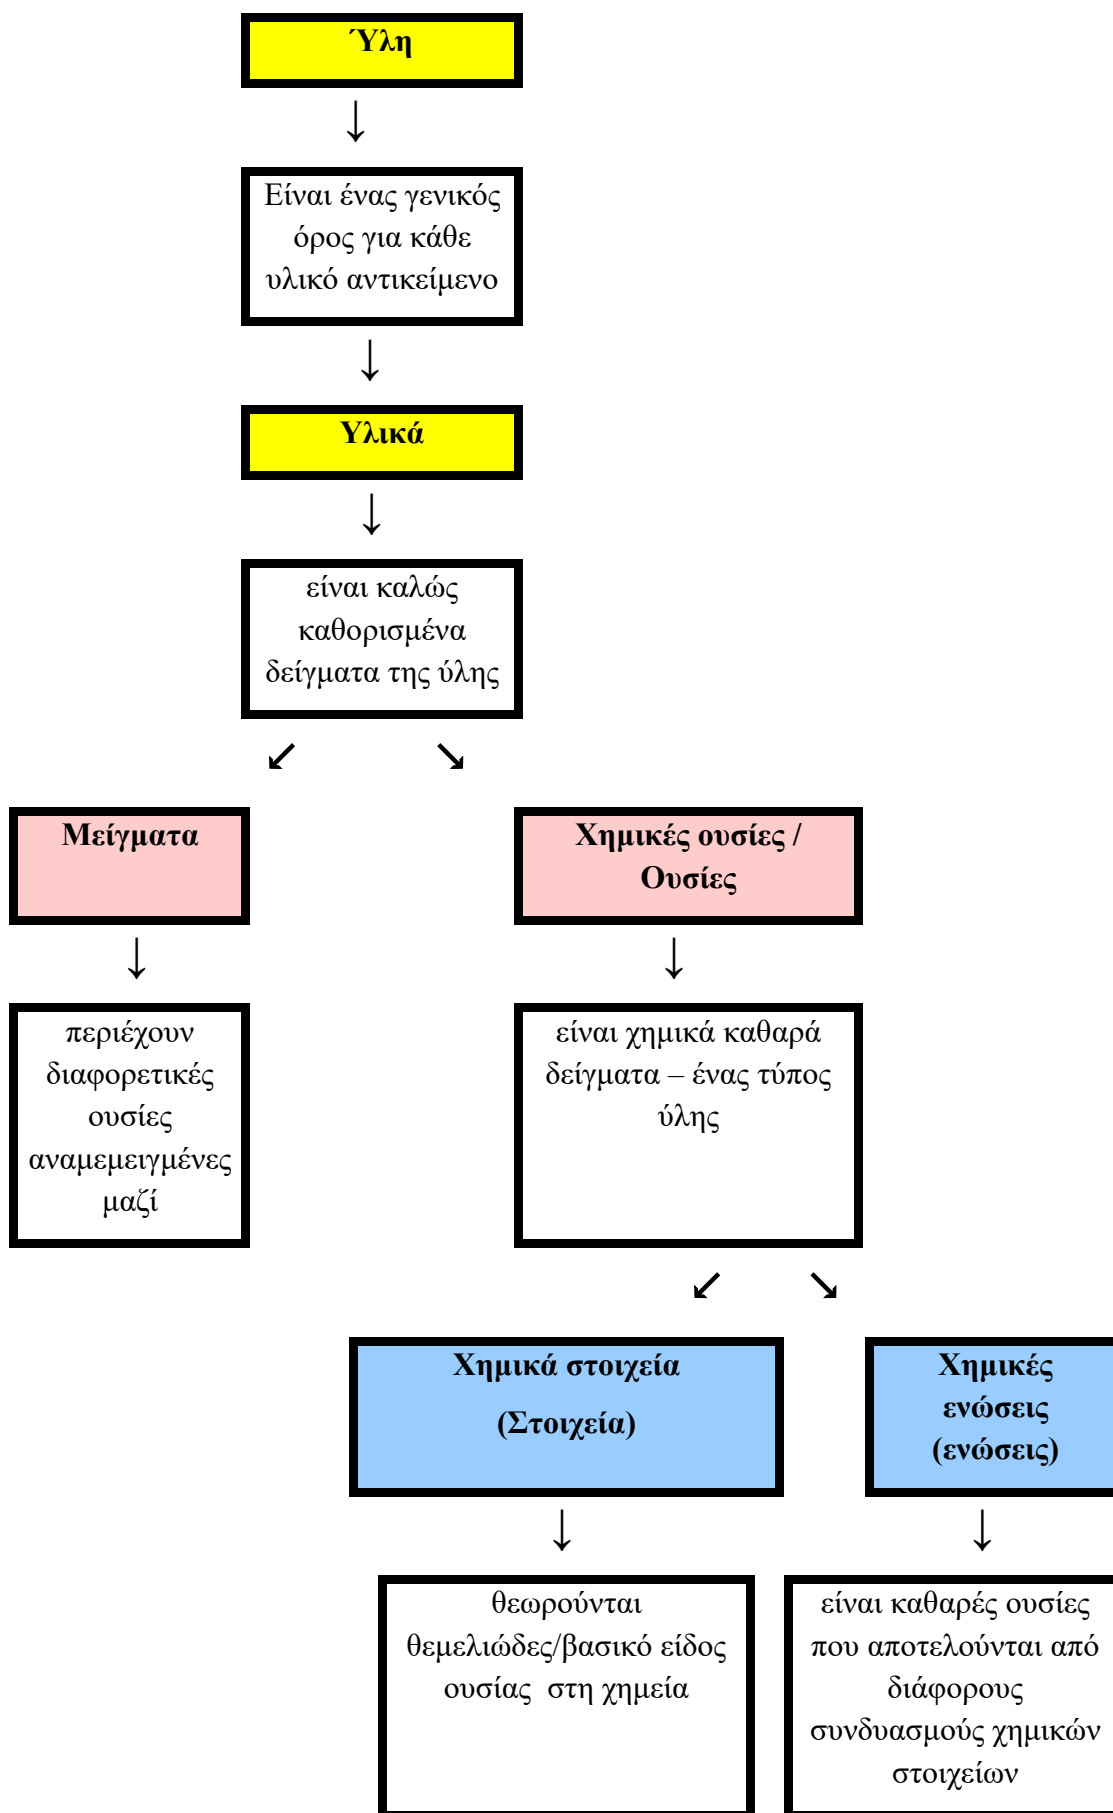 Ύλη
↓
Είναι ένας γενικός
όρος για κάθε
υλικό αντικείμενο
↓
Υλικά
↓
είναι καλώς
καθορισμένα
δείγματα της ύλης
↙ ↘
Μείγματα
Χημικές ουσίες /
Ουσίες
↓
↓
περιέχουν
διαφορετικές
ουσίες
αναμεμειγμένες
μαζί
είναι χημικά καθαρά
δείγματα – ένας τύπος
ύλης
↙ ↘
Χημικά στοιχεία
(Στοιχεία)
Χημικές
ενώσεις
(ενώσεις)
↓
↓
θεωρούνται
θεμελιώδες/βασικό είδος
ουσίας στη χημεία
είναι καθαρές ουσίες
που αποτελούνται από
διάφορους
συνδυασμούς χημικών
στοιχείων